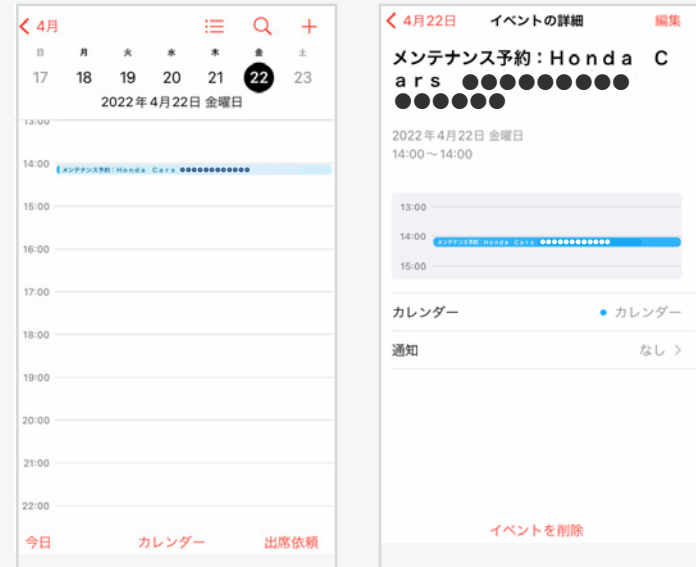 4月
日 月 火 水 木 金 土
17 18 19 20 21 22 23
2022年4月22日 金曜日
13:00
14:00 メンテナンス予約：Ｈｏｎｄａ　Ｃａｒｓ　●●●●●●●●●●●●
15:00
16:00
17:00
18:00
19:00
20:00
21:00
22:00
今日 カレンダー 出席依頼
4月22日 イベントの詳細 編集
メンテナンス予約：Ｈｏｎｄａ　Ｃ
ａｒｓ　●●●●●●●●●
●●●●●●
2022年4月22日 金曜日
14:00～14:00
13:00
14:00 メンテナンス予約：Ｈｏｎｄａ　Ｃａｒｓ　●●●●●●●●●●●●
15:00
カレンダー カレンダー
通知 なし
イベントを削除